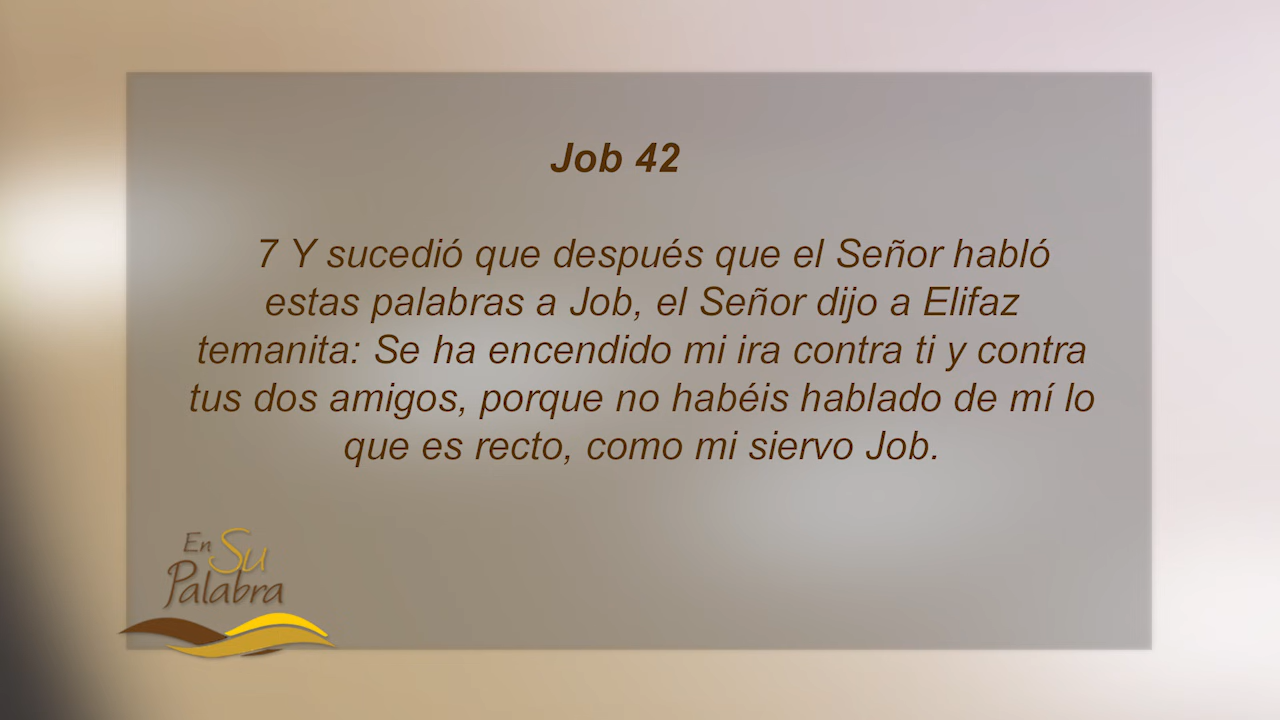 Job 42
7 Y sucedió que después que el Señor habló
estas palabras a Job, el Señor dijo a Elifaz
temanita: Se ha encendido mi ira contra ti y contra
tus dos amigos, porque no habéis hablado de mí lo
que es recto, como mi siervo Job.
En Su
Palabra